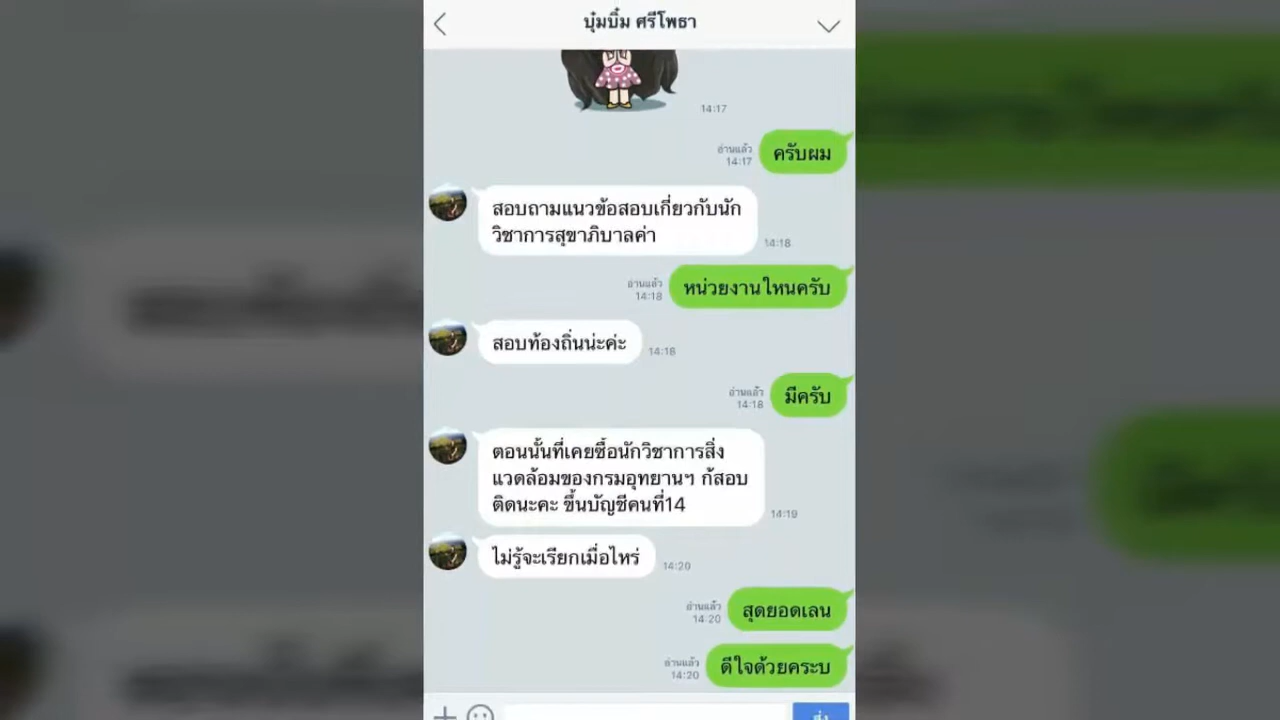 บุ๋มบิ๋ม ศรีโพธา
14:17
ครับผม
อ่านแล้ว
14:17
สอบถามแนวข้อสอบเกี่ยวกับนัก
วิชาการสุขาภิบาลค่า
14:18
หน่วยงานใหนครับ
อ่านแล้ว
14:18
สอบท้องถิ่นน่ะค่ะ
14:18
มีครับ
อ่านแล้ว
14:18
ตอนนั้นที่เคยซื้อนักวิชาการสิ่ง
แวดล้อมของกรมอุทยานฯ ก้สอบ
ติดนะคะ ขึ้นบัญชีคนที่14
14:19
ไม่รู้จะเรียกเมื่อไหร่
14:20
สุดยอดเลน
อ่านแล้ว
14:20
ดีใจด้วยคระบ
อ่านแล้ว
14:20